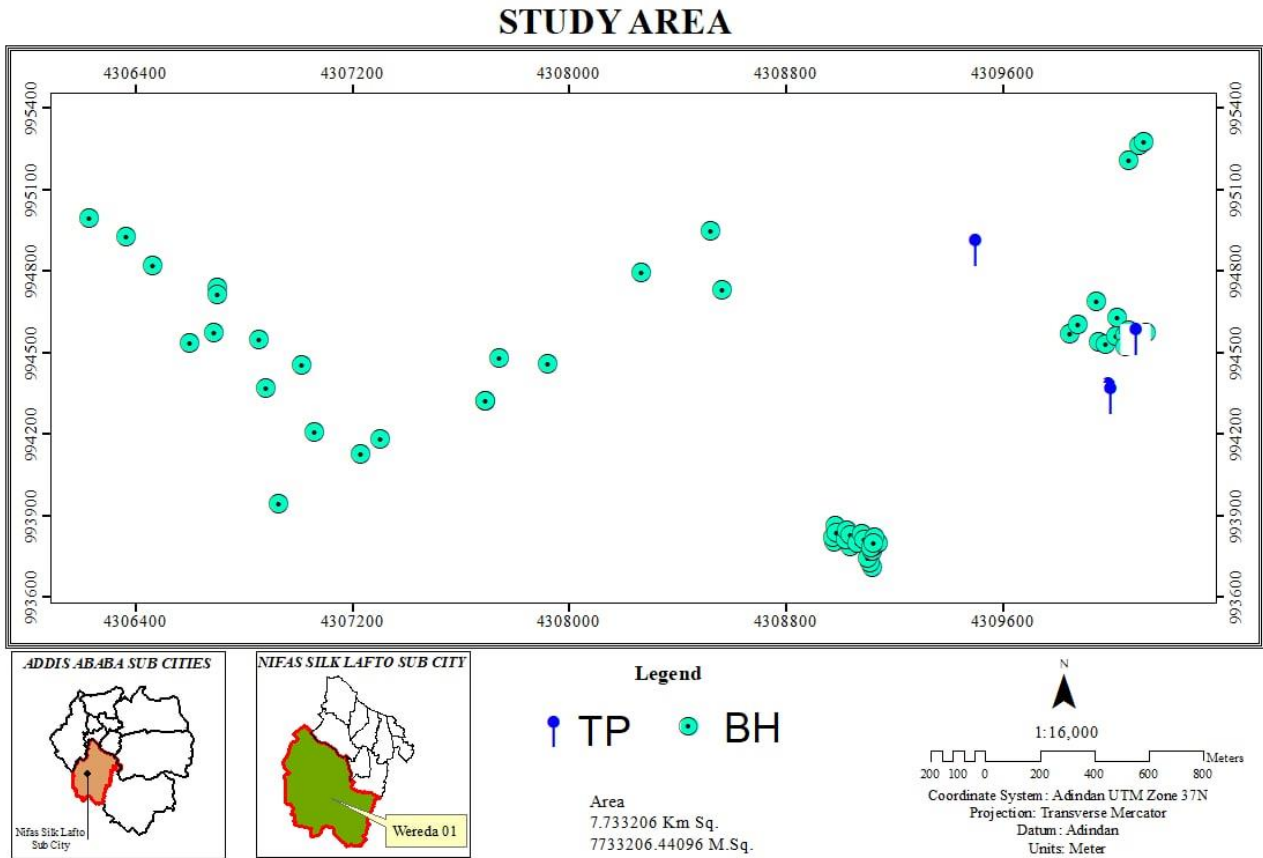 STUDY AREA
4306400 4307200 4308000 4308800 4309600
995400 995400
995100 995100
994800 994800
994500 994500
994200 994200
993900 993900
993600 993600
4306400 4307200 4308000 4308800 4309600
ADDIS ABABA SUB CITIES
Nifas Silk Lafto
Sub City
NIFAS SILK LAFTO SUB CITY
Wereda 01
Legend
TP BH
Area
7.733206 Km Sq.
7733206.44096 M.Sq.
N
1:16,000
Meters
200 100 0 200 400 600 800
Coordinate System : Adindan UTM Zone 37N
Projection: Transverse Mercator
Datum : Adindan
Units: Meter